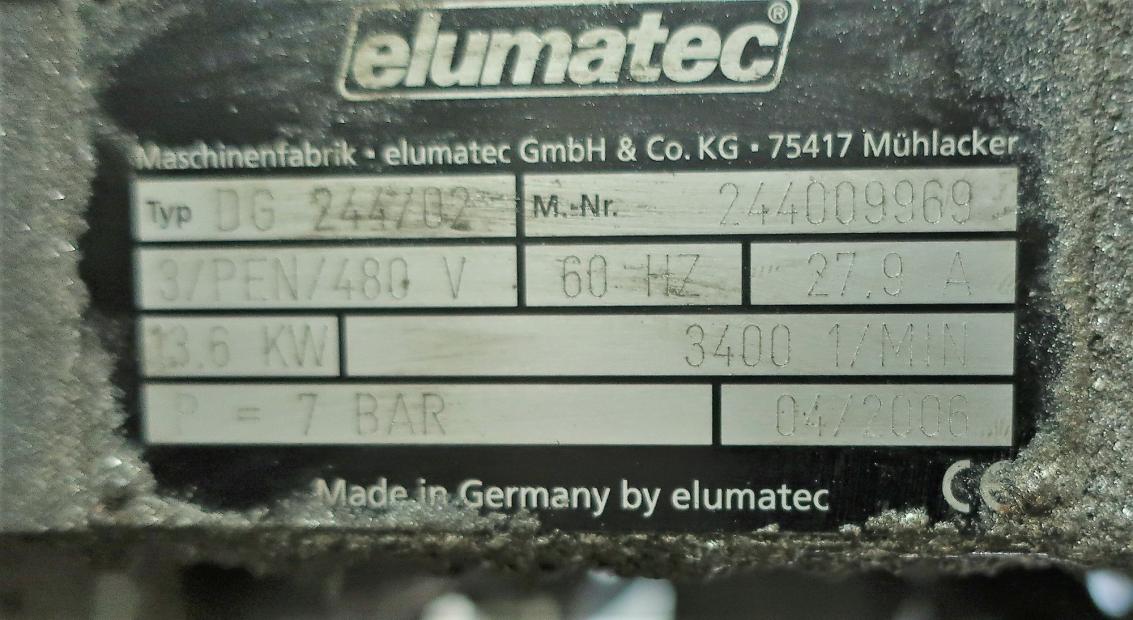 elumatec®
Maschinenfabrik • elumatec GmbH & Co. KG • 75417 Mühlacker
Typ DG 244/02 M.-Nr. 244009969
3/PEN/480 V 60 HZ 27.9 A
13.6 KW 3400 1/MIN
P = 7 BAR 04/2006
Made in Germany by elumatec CE